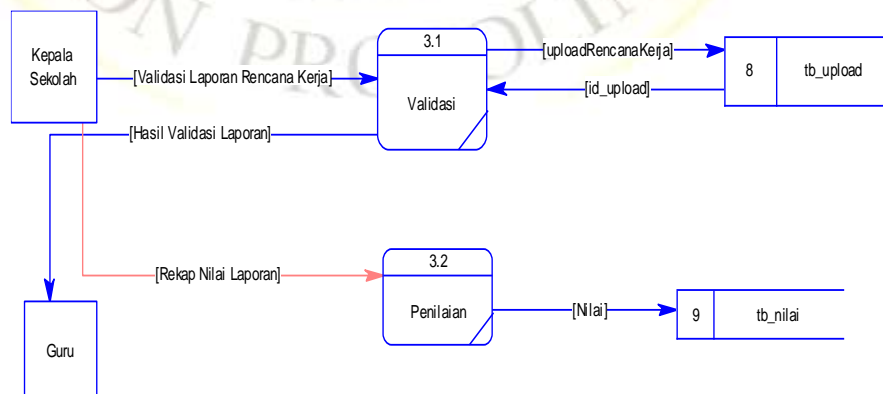 Kepala
Sekolah
[Validasi Laporan Rencana Kerja]
3.1
Validasi
[uploadRencanaKerja]
[id_upload]
8
tb_upload
[Hasil Validasi Laporan]
[Rekap Nilai Laporan]
3.2
Penilaian
[Nilai]
9
tb_nilai
Guru